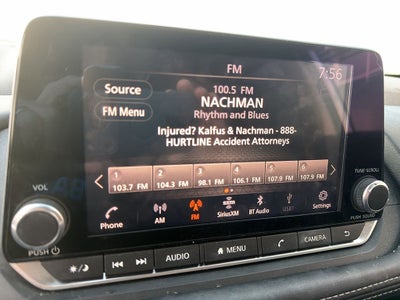 FM
7:56
Source
100.5 FM
NACHMAN
FM Menu
Rhythm and Blues
Injured? Kalfus & Nachman - 888-
HURTLINE Accident Attorneys
1 2 3 4 5 6
103.7 FM 104.3 FM 98.1 FM 106.1 FM 107.9 FM 107.9 FM
VOL
TUNE·SCROLL
Phone AM FM SiriusXM BT Audio USB1 Settings
PUSH
PUSH SOUND
AUDIO MENU CAMERA